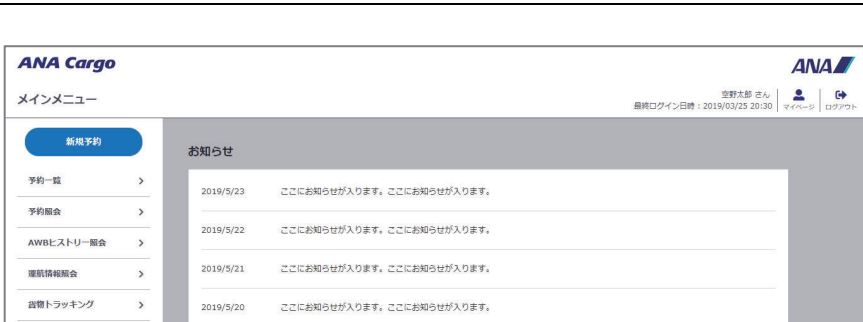 ANA Cargo
ANA
メインメニュー
空野太郎 さん
最終ログイン日時：2019/03/25 20:30
マイページ
ログアウト
新規予約
お知らせ
予約一覧
予約照会
AWBヒストリー照会
運航情報照会
貨物トラッキング
2019/5/23 ここにお知らせが入ります。ここにお知らせが入ります。
2019/5/22 ここにお知らせが入ります。ここにお知らせが入ります。
2019/5/21 ここにお知らせが入ります。ここにお知らせが入ります。
2019/5/20 ここにお知らせが入ります。ここにお知らせが入ります。